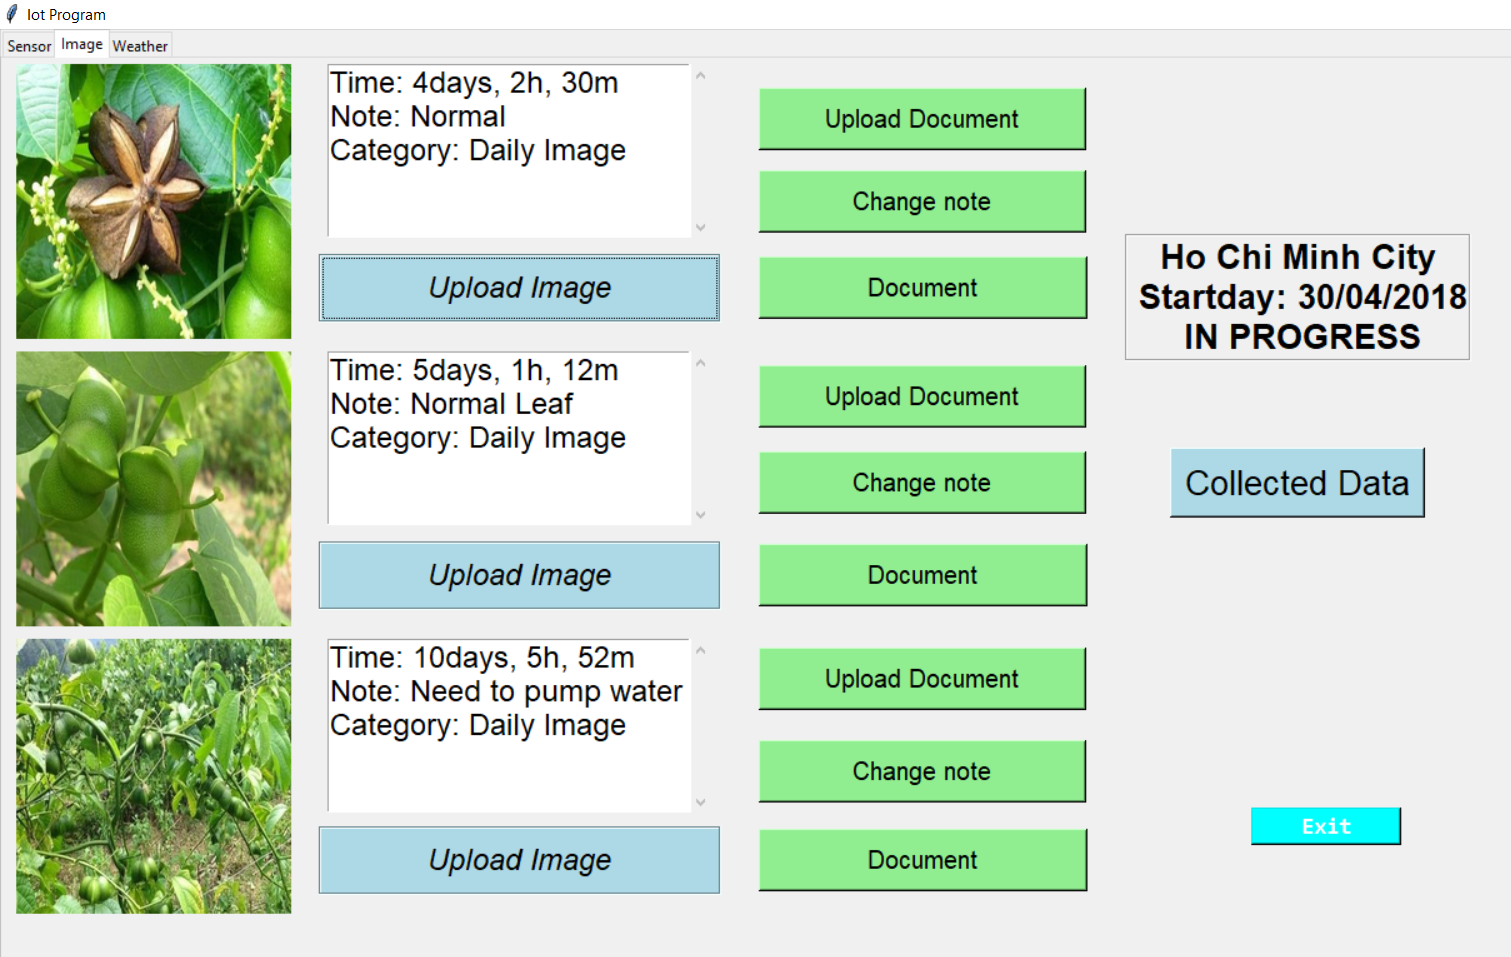 Iot Program
Sensor Image Weather
Time: 4days, 2h, 30m
Note: Normal
Category: Daily Image
Upload Image
Upload Document
Change note
Document
Time: 5days, 1h, 12m
Note: Normal Leaf
Category: Daily Image
Upload Image
Upload Document
Change note
Document
Time: 10days, 5h, 52m
Note: Need to pump water
Category: Daily Image
Upload Image
Upload Document
Change note
Document
Ho Chi Minh City
Startday: 30/04/2018
IN PROGRESS
Collected Data
Exit